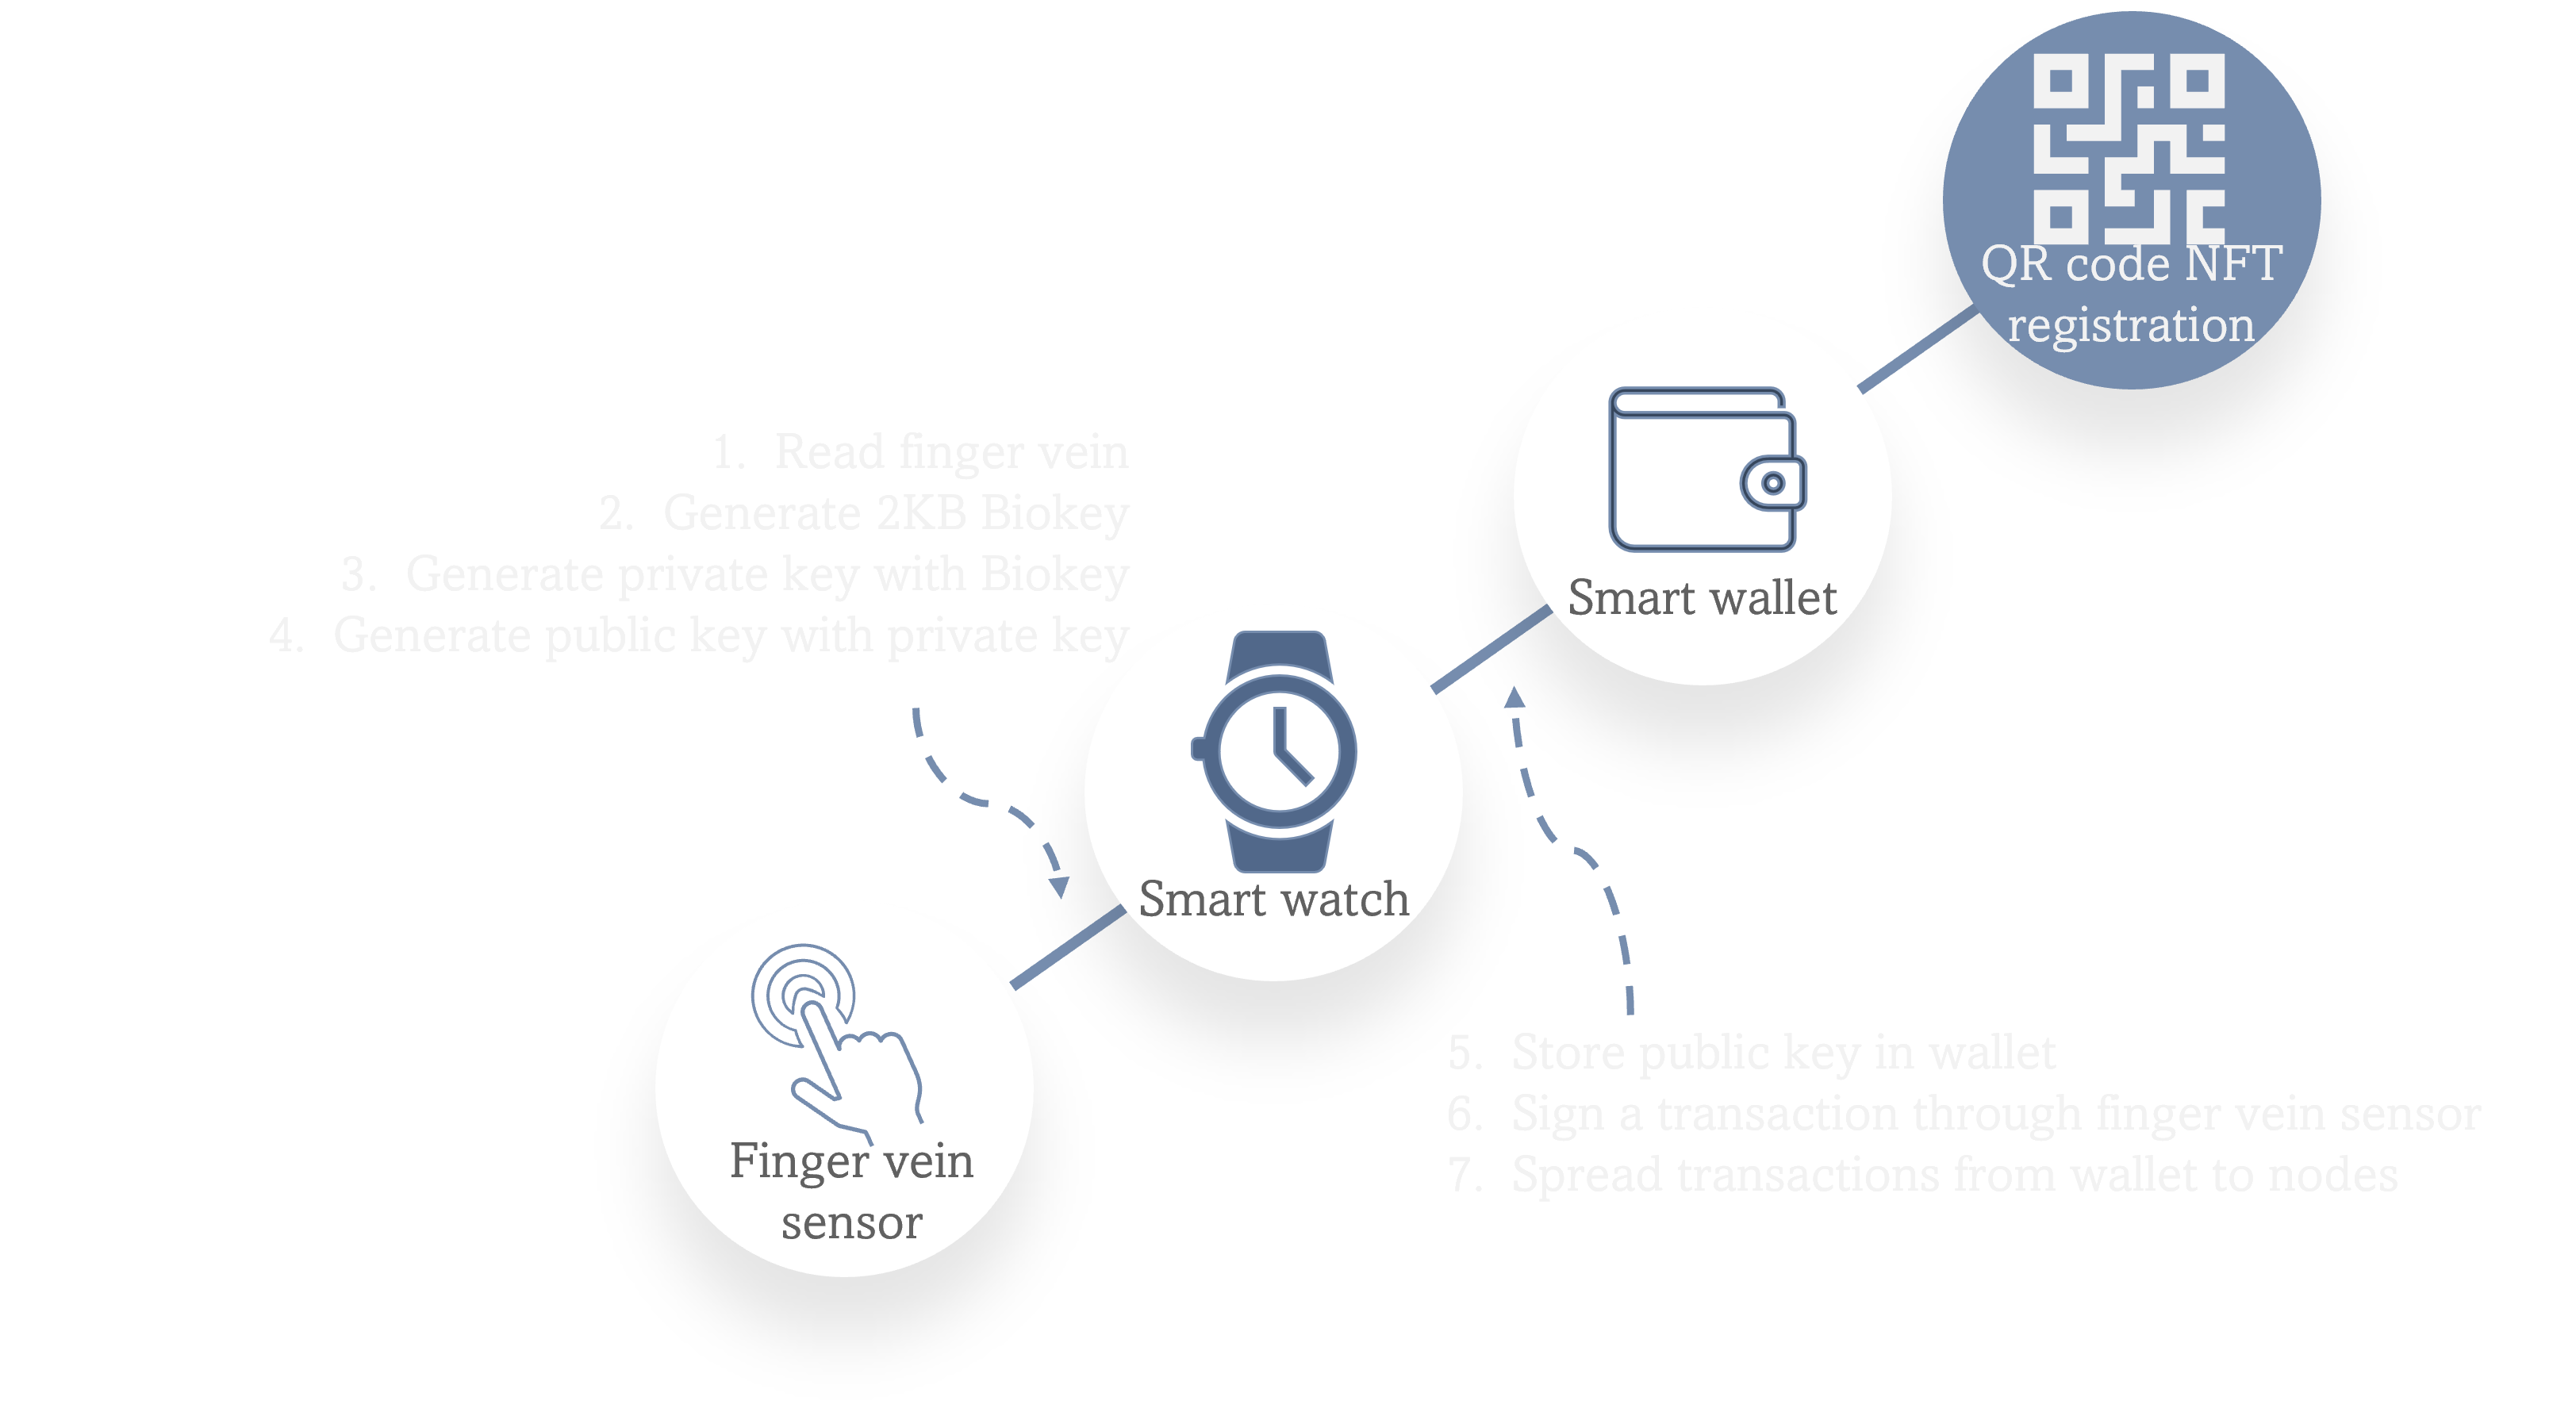 QR code NFT
registration
1. Read finger vein
2. Generate 2KB Biokey
3. Generate private key with Biokey
4. Generate public key with private key
Smart wallet
Smart watch
Finger vein
sensor
5. Store public key in wallet
6. Sign a transaction through finger vein sensor
7. Spread transactions from wallet to nodes